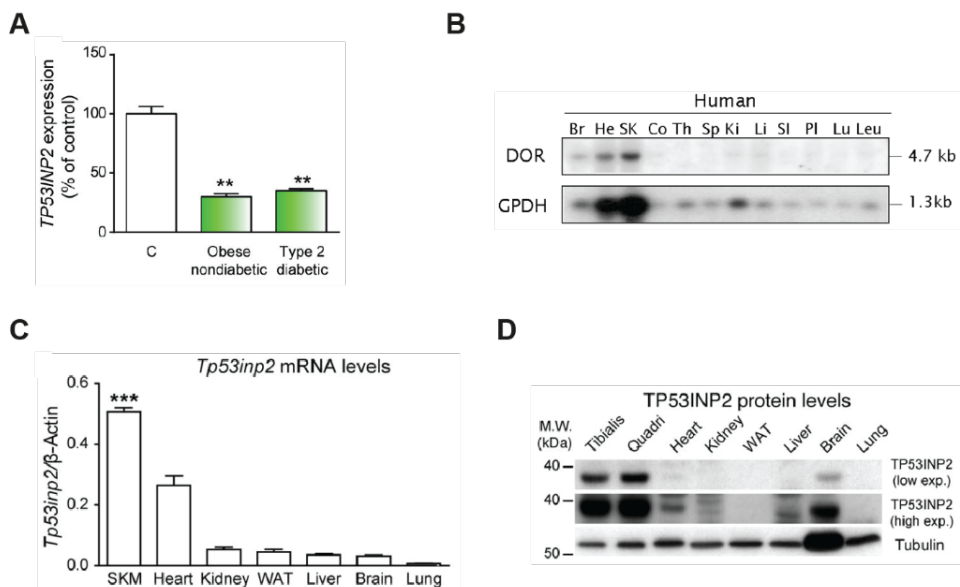 A
TP53INP2 expression
(% of control)
150
100
50
0
**
**
C
Obese
nondiabetic
Type 2
diabetic
B
Human
Br He SK Co Th Sp Ki Li SI Pl Lu Leu
DOR
4.7 kb
GPDH
1.3kb
C
Tp53inp2 mRNA levels
Tp53inp2/β-Actin
0.6
0.4
0.2
0.0
***
SKM Heart Kidney WAT Liver Brain Lung
D
TP53INP2 protein levels
M.W.
(kDa)
Tibialis Quadri Heart Kidney WAT Liver Brain Lung
40
TP53INP2
(low exp.)
40
TP53INP2
(high exp.)
50
Tubulin